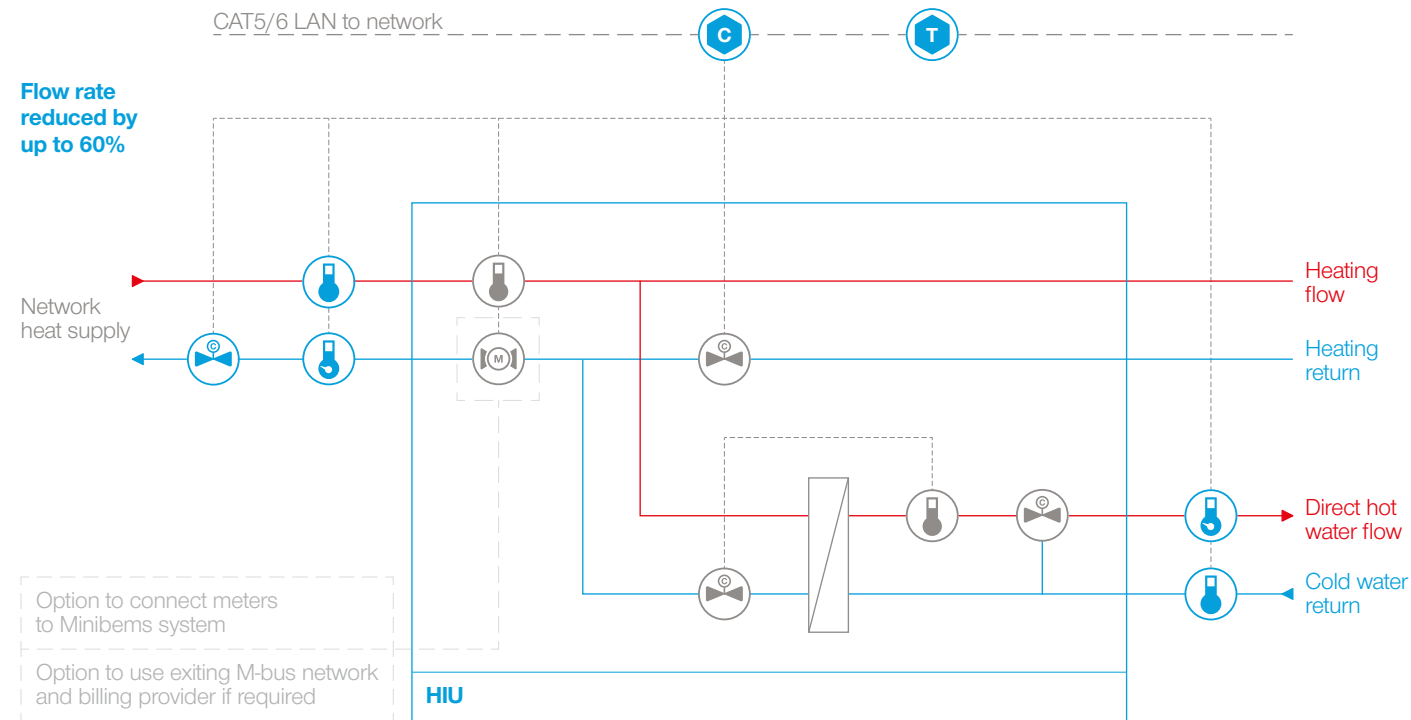 CAT5/6 LAN to network
C
T
Flow rate
reduced by
up to 60%
Network
heat supply
Heating
flow
C
M
C
Heating
return
C
Direct hot
water flow
C
Cold water
return
Option to connect meters
to Minibems system
Option to use exiting M-bus network
and billing provider if required
HIU